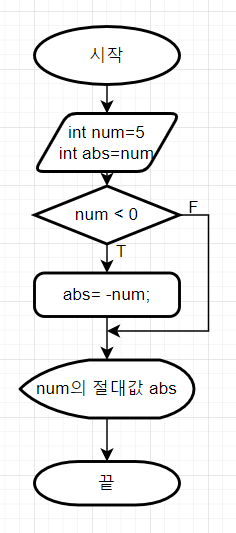 시작
int num=5
int abs=num
num < 0
F
T
abs= -num;
num의 절대값 abs
끝